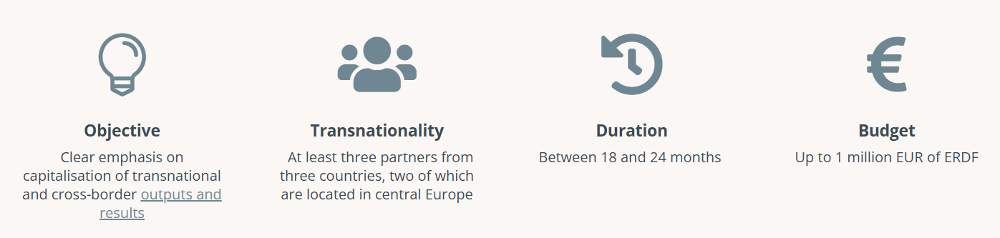 Objective
Clear emphasis on
capitalisation of transnational
and cross-border outputs and
results
Transnationality
At least three partners from
three countries, two of which
are located in central Europe
Duration
Between 18 and 24 months
Budget
Up to 1 million EUR of ERDF